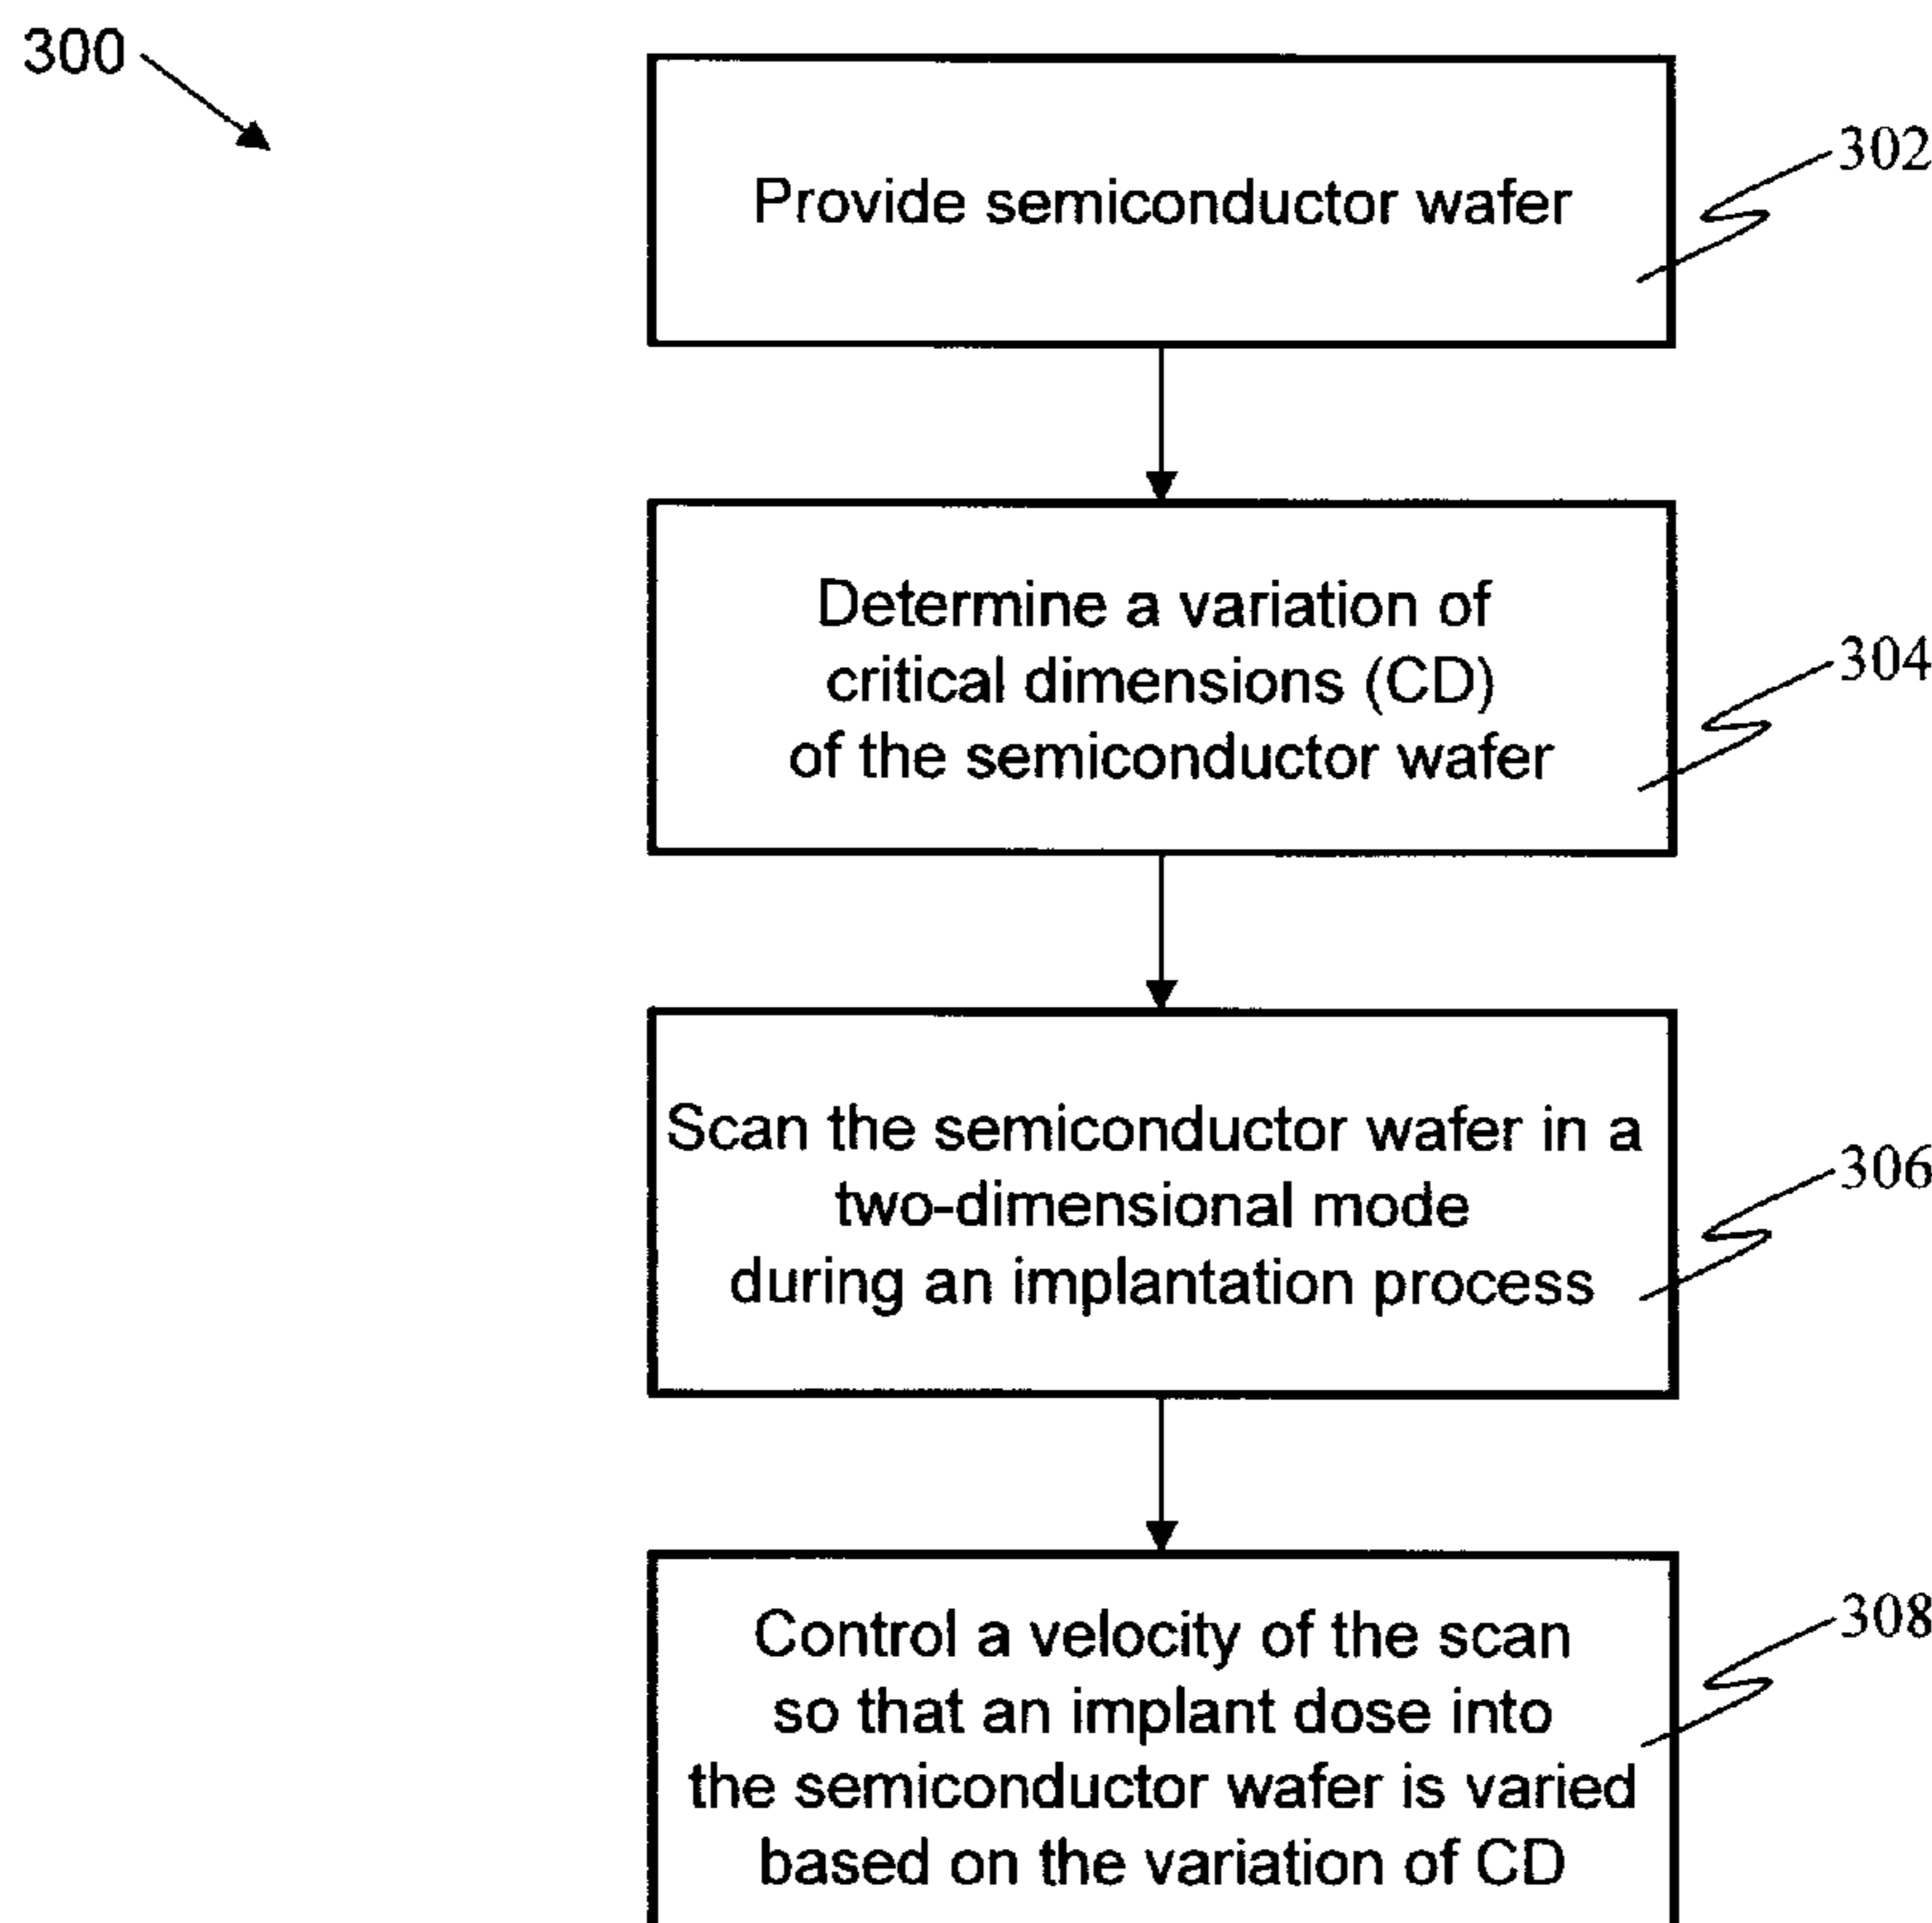 300
Provide semiconductor wafer
302
Determine a variation of
critical dimensions (CD)
of the semiconductor wafer
304
Scan the semiconductor wafer in a
two-dimensional mode
during an implantation process
306
Control a velocity of the scan
so that an implant dose into
the semiconductor wafer is varied
based on the variation of CD
308